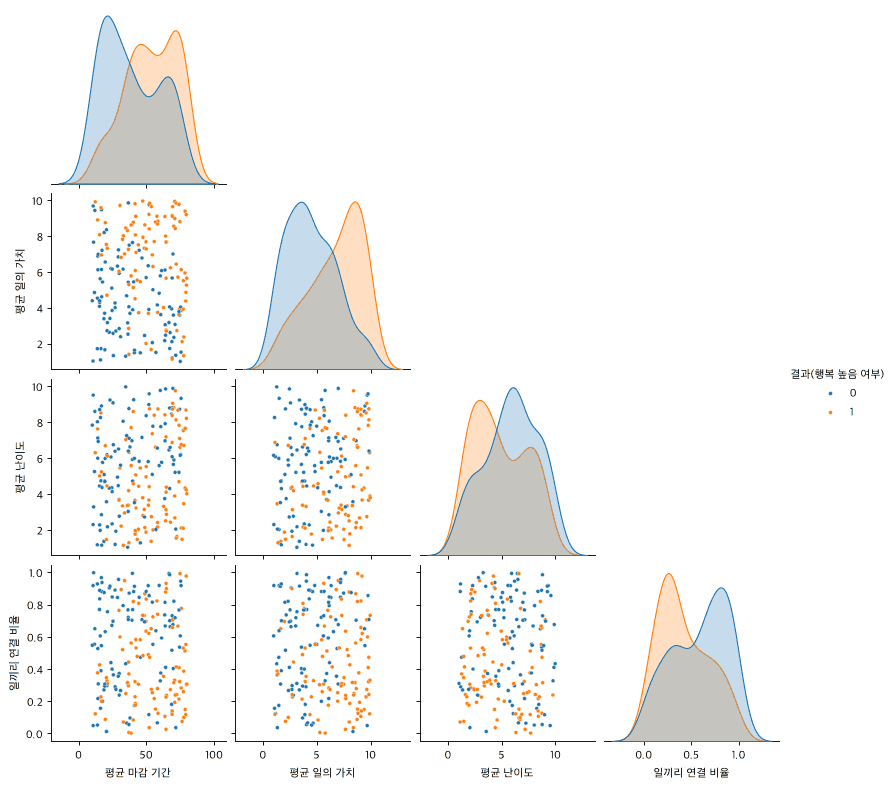 10
8
6
4
2
평균 일의 가치
10
8
6
4
2
평균 난이도
결과(행복 높음 여부)
0
1
1.0
0.8
0.6
0.4
0.2
0.0
일끼리 연결 비율
0 50 100
평균 마감 기간
0 5 10
평균 일의 가치
0 5 10
평균 난이도
0.0 0.5 1.0
일끼리 연결 비율